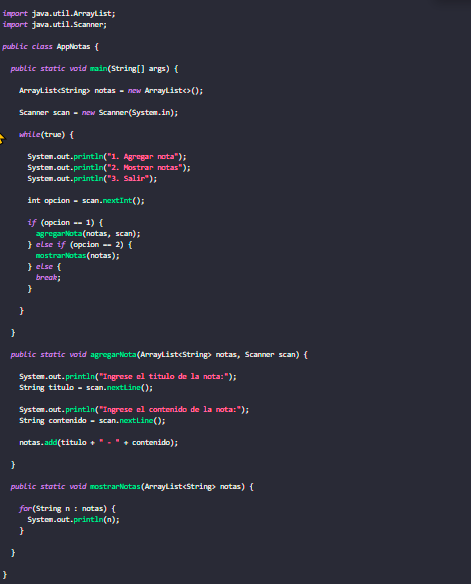 import java.util.ArrayList;
import java.util.Scanner;
public class AppNotas {
public static void main(String[] args) {
ArrayList<String> notas = new ArrayList<>();
Scanner scan = new Scanner(System.in);
while(true) {
System.out.println("1. Agregar nota");
System.out.println("2. Mostrar notas");
System.out.println("3. Salir");
int opcion = scan.nextInt();
if (opcion == 1) {
agregarNota(notas, scan);
} else if (opcion == 2) {
mostrarNotas(notas);
} else {
break;
}
}
}
public static void agregarNota(ArrayList<String> notas, Scanner scan) {
System.out.println("Ingrese el titulo de la nota:");
String titulo = scan.nextLine();
System.out.println("Ingrese el contenido de la nota:");
String contenido = scan.nextLine();
notas.add(titulo + " - " + contenido);
}
public static void mostrarNotas(ArrayList<String> notas) {
for(String n : notas) {
System.out.println(n);
}
}
}